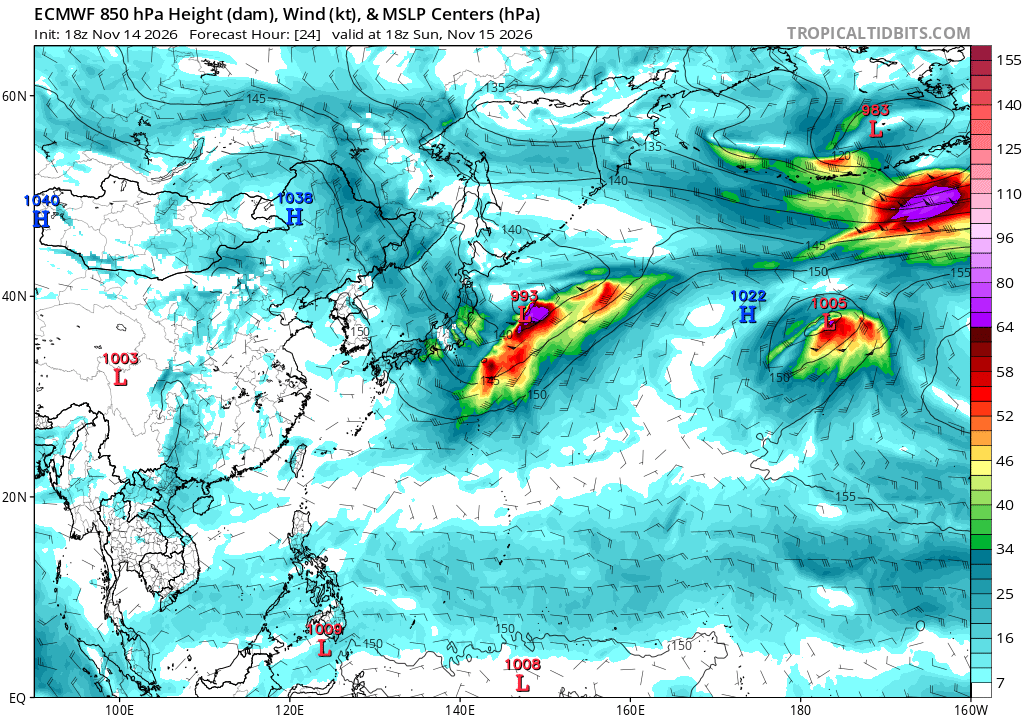 ECMWF 850 hPa Height (dam), Wind (kt), & MSLP Centers (hPa)
Init: 18z Nov 14 2026 Forecast Hour: [24] valid at 18z Sun, Nov 15 2026
TROPICALTIDBITS.COM
155
140
125
110
96
80
64
58
52
46
40
34
25
16
7
60N
40N
20N
EQ
100E
120E
140E
160E
180
160W
145
135
135
983
L
120
140
1040
H
1038
H
140
145
150
155
993
L
1022
H
1005
L
150
140
1003
L
145
150
150
155
1009
L
150
150
150
1008
L